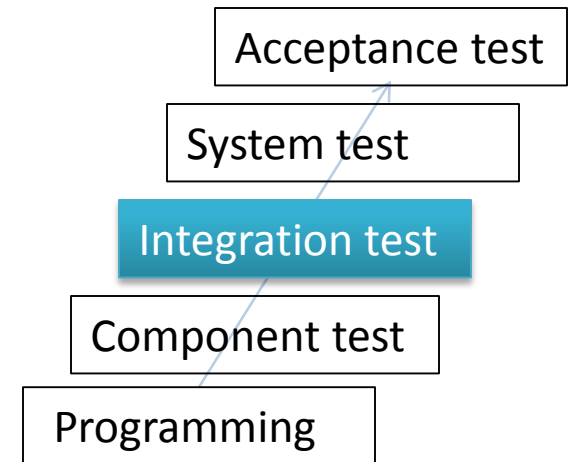 Acceptance test
System test
Integration test
Component test
Programming